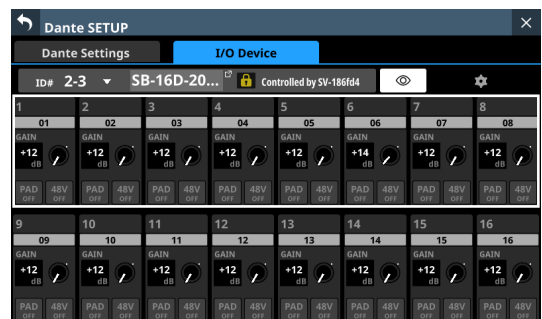 Dante SETUP
Dante Settings I/O Device
ID# 2-3 SB-16D-20... Controlled by SV-186fd4
1 2 3 4 5 6 7 8
01 02 03 04 05 06 07 08
GAIN GAIN GAIN GAIN GAIN GAIN GAIN GAIN
+12 +12 +12 +12 +12 +14 +12 +12
dB dB dB dB dB dB dB dB
PAD 48V PAD 48V PAD 48V PAD 48V PAD 48V PAD 48V PAD 48V PAD 48V
OFF OFF OFF OFF OFF OFF OFF OFF OFF OFF OFF OFF OFF OFF OFF OFF
9 10 11 12 13 14 15 16
09 10 11 12 13 14 15 16
GAIN GAIN GAIN GAIN GAIN GAIN GAIN GAIN
+12 +12 +12 +12 +12 +12 +12 +12
dB dB dB dB dB dB dB dB
PAD 48V PAD 48V PAD 48V PAD 48V PAD 48V PAD 48V PAD 48V PAD 48V
OFF OFF OFF OFF OFF OFF OFF OFF OFF OFF OFF OFF OFF OFF OFF OFF